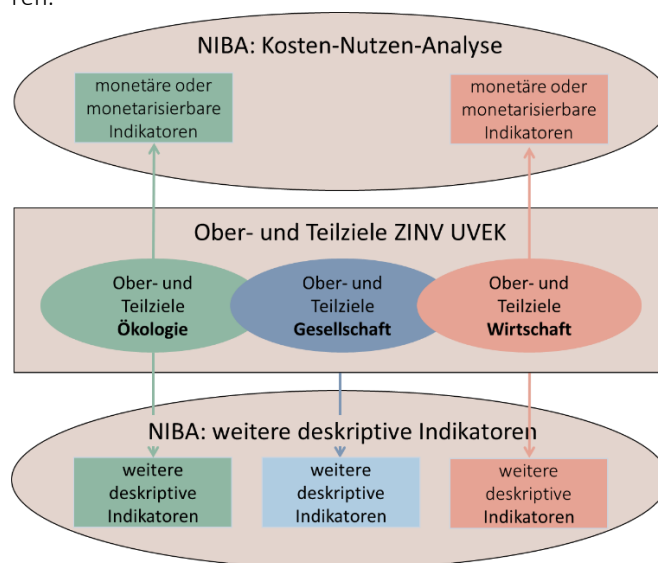 ren.
NIBA: Kosten-Nutzen-Analyse
monetäre oder
monetarisierbare
Indikatoren
monetäre oder
monetarisierbare
Indikatoren
Ober- und Teilziele ZINV UVEK
Ober- und
Teilziele
Ökologie
Ober- und
Teilziele
Gesellschaft
Ober- und
Teilziele
Wirtschaft
NIBA: weitere deskriptive Indikatoren
weitere
deskriptive
Indikatoren
weitere
deskriptive
Indikatoren
weitere
deskriptive
Indikatoren